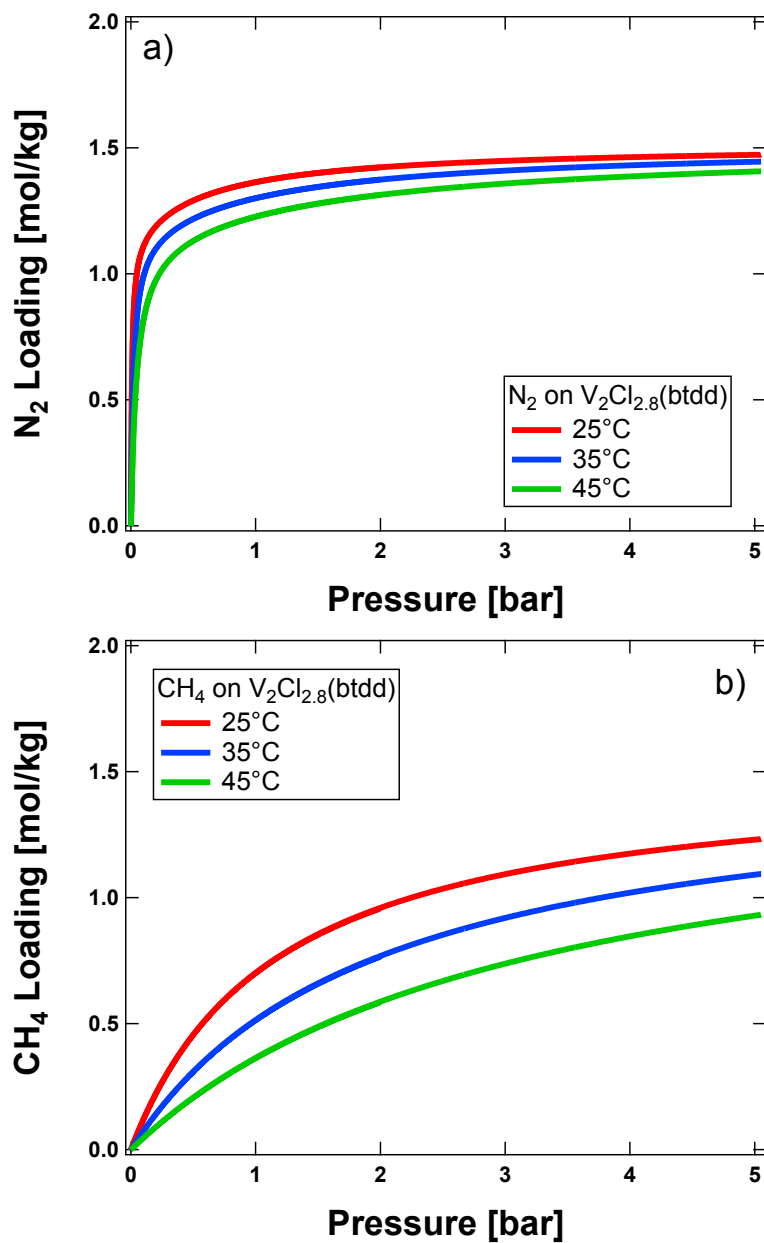 a)
N₂ Loading [mol/kg]
2.0
1.5
1.0
0.5
0.0
N₂ on V₂Cl₂.₈(btdd)
25°C
35°C
45°C
0 1 2 3 4 5
Pressure [bar]
b)
CH₄ Loading [mol/kg]
2.0
1.5
1.0
0.5
0.0
CH₄ on V₂Cl₂.₈(btdd)
25°C
35°C
45°C
0 1 2 3 4 5
Pressure [bar]